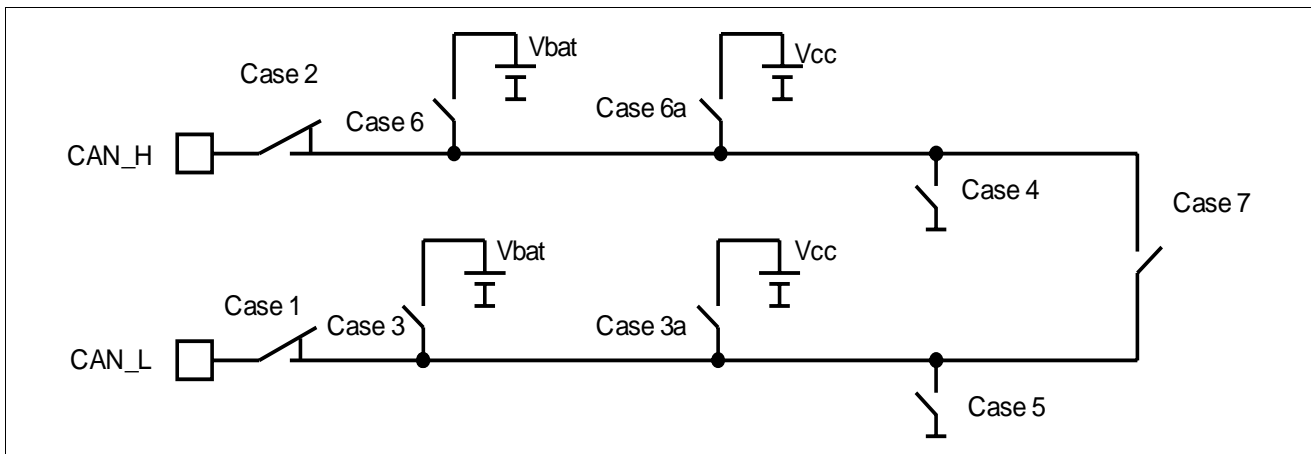 Vbat
Vcc
Case 2
Case 6
Case 6a
CAN_H
Case 4
Case 7
Vbat
Vcc
Case 1
Case 3
Case 3a
CAN_L
Case 5